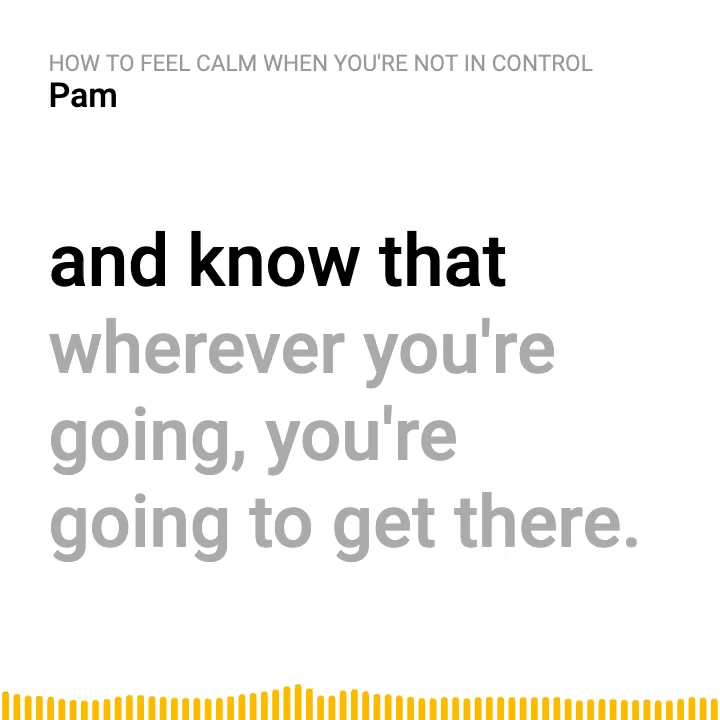 HOW TO FEEL CALM WHEN YOU'RE NOT IN CONTROL
Pam
and know that
wherever you're
going, you're
going to get there.